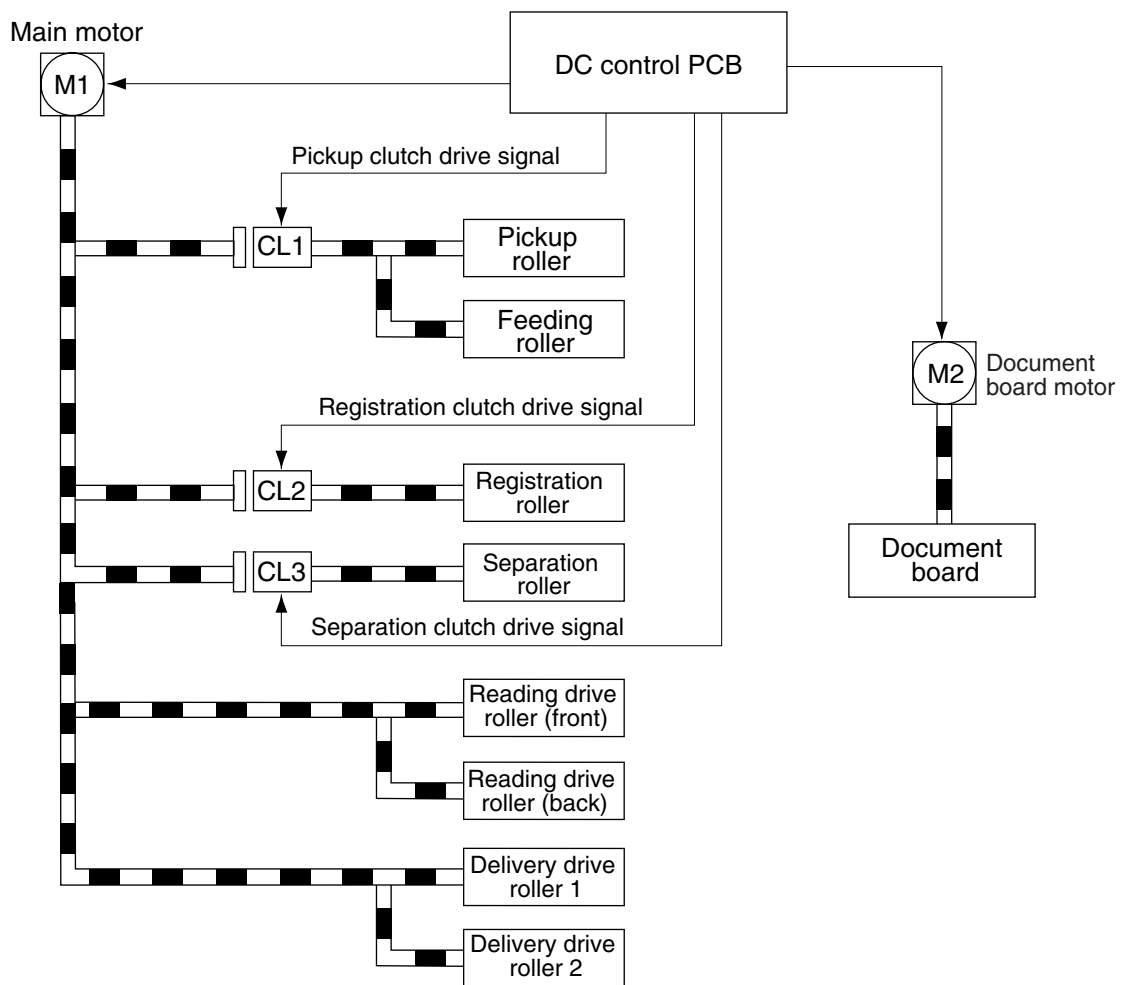 Main motor
M1
DC control PCB
Pickup clutch drive signal
CL1
Pickup
roller
Feeding
roller
M2
Document
board motor
Registration clutch drive signal
CL2
Registration
roller
CL3
Separation
roller
Document
board
Separation clutch drive signal
Reading drive
roller (front)
Reading drive
roller (back)
Delivery drive
roller 1
Delivery drive
roller 2